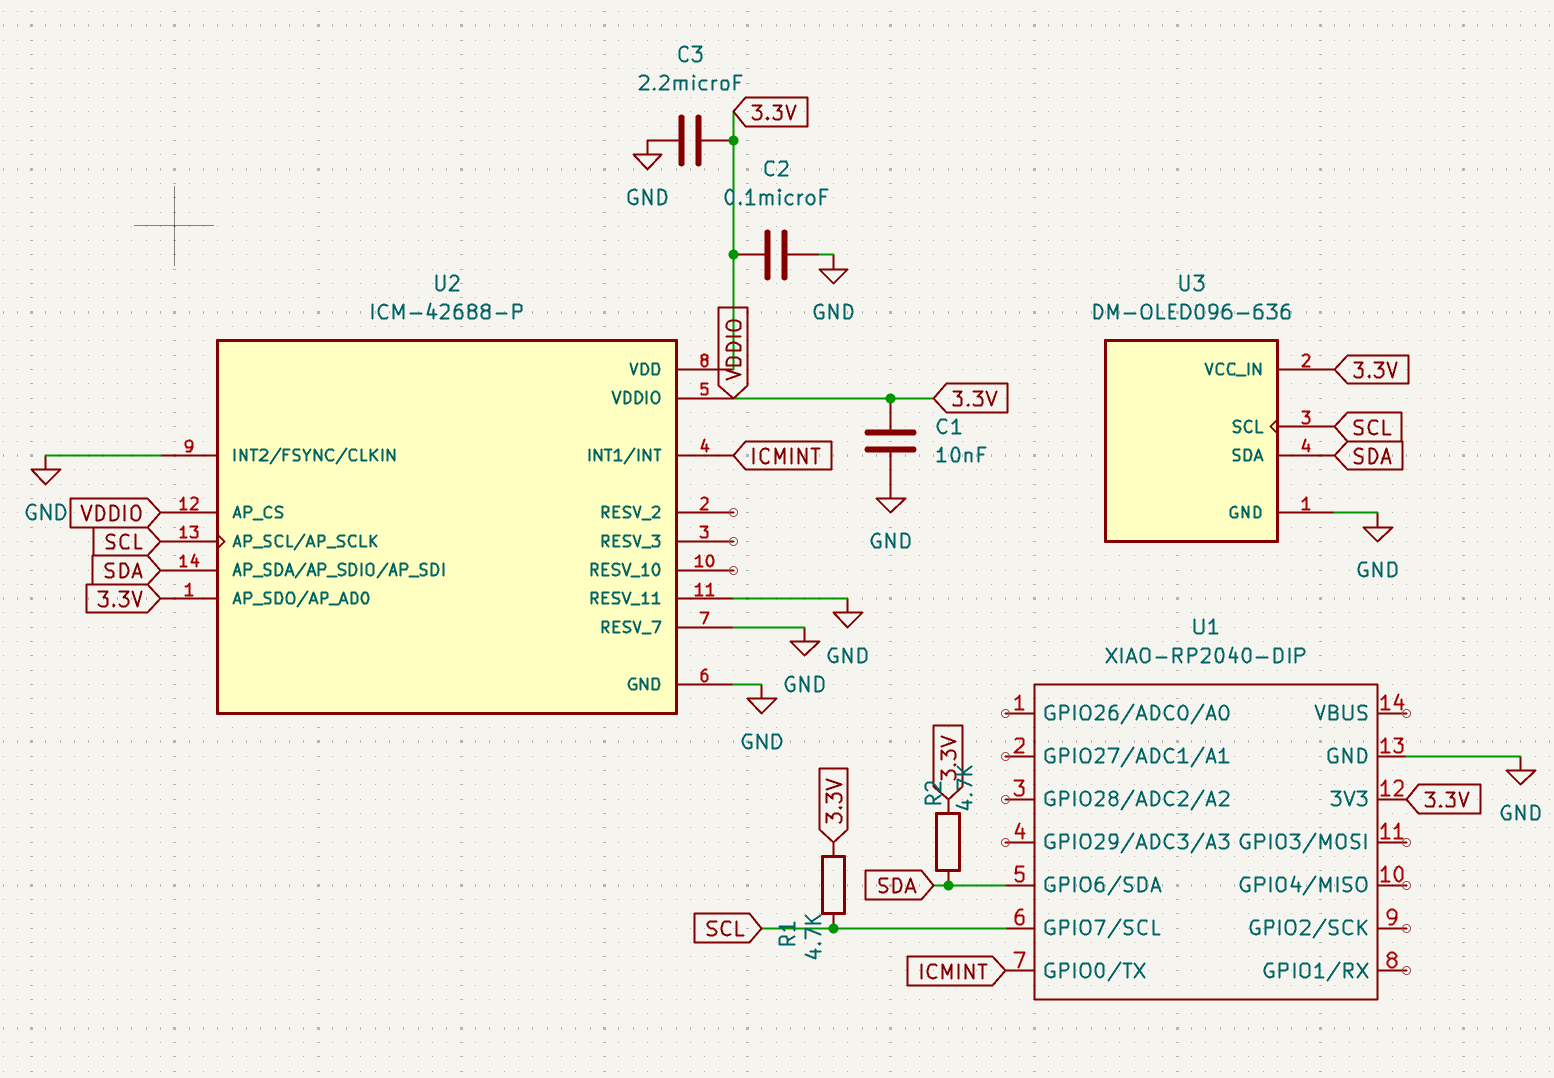 C3
2.2microF
3.3V
GND
C2
0.1microF
GND
U2
ICM-42688-P
VDDIO
VDD 8
VDDIO 5
3.3V
C1
10nF
GND
9 INT2/FSYNC/CLKIN
GND
INT1/INT 4 ICMINT
VDDIO 12 AP_CS
SCL 13 AP_SCL/AP_SCLK
SDA 14 AP_SDA/AP_SDIO/AP_SDI
3.3V 1 AP_SDO/AP_AD0
RESV_2 2
RESV_3 3
RESV_10 10
RESV_11 11
GND
RESV_7 7
GND
GND 6
GND
U3
DM-OLED096-636
VCC_IN 2 3.3V
SCL 3 SCL
SDA 4 SDA
GND 1
GND
U1
XIAO-RP2040-DIP
1 GPIO26/ADC0/A0
2 GPIO27/ADC1/A1
3 GPIO28/ADC2/A2
4 GPIO29/ADC3/A3
SDA 5 GPIO6/SDA
SCL 6 GPIO7/SCL
ICMINT 7 GPIO0/TX
VBUS 14
GND 13
GND
3V3 12 3.3V
GPIO3/MOSI 11
GPIO4/MISO 10
GPIO2/SCK 9
GPIO1/RX 8
3.3V
R2
4.7K
3.3V
R1
4.7K